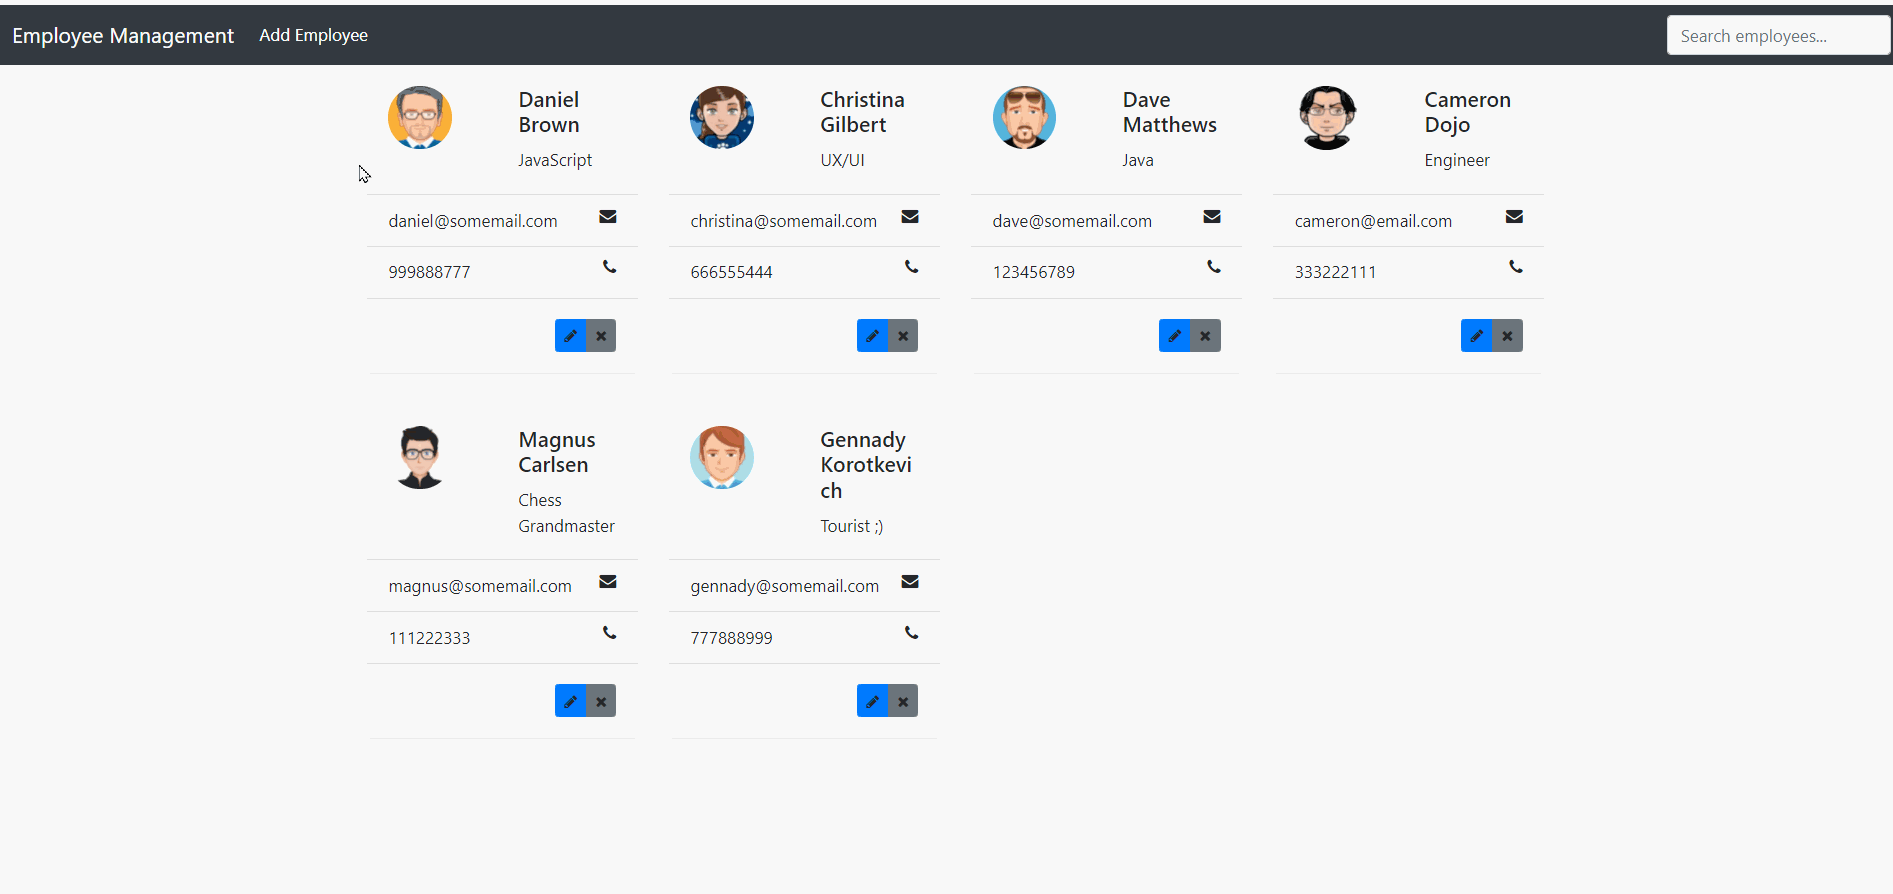 Employee Management
Add Employee
Search employees...
Daniel
Brown
JavaScript
daniel@somemail.com
999888777
Christina
Gilbert
UX/UI
christina@somemail.com
666555444
Dave
Matthews
Java
dave@somemail.com
123456789
Cameron
Dojo
Engineer
cameron@email.com
333222111
Magnus
Carlsen
Chess
Grandmaster
magnus@somemail.com
111222333
Gennady
Korotkevi
ch
Tourist ;)
gennady@somemail.com
777888999